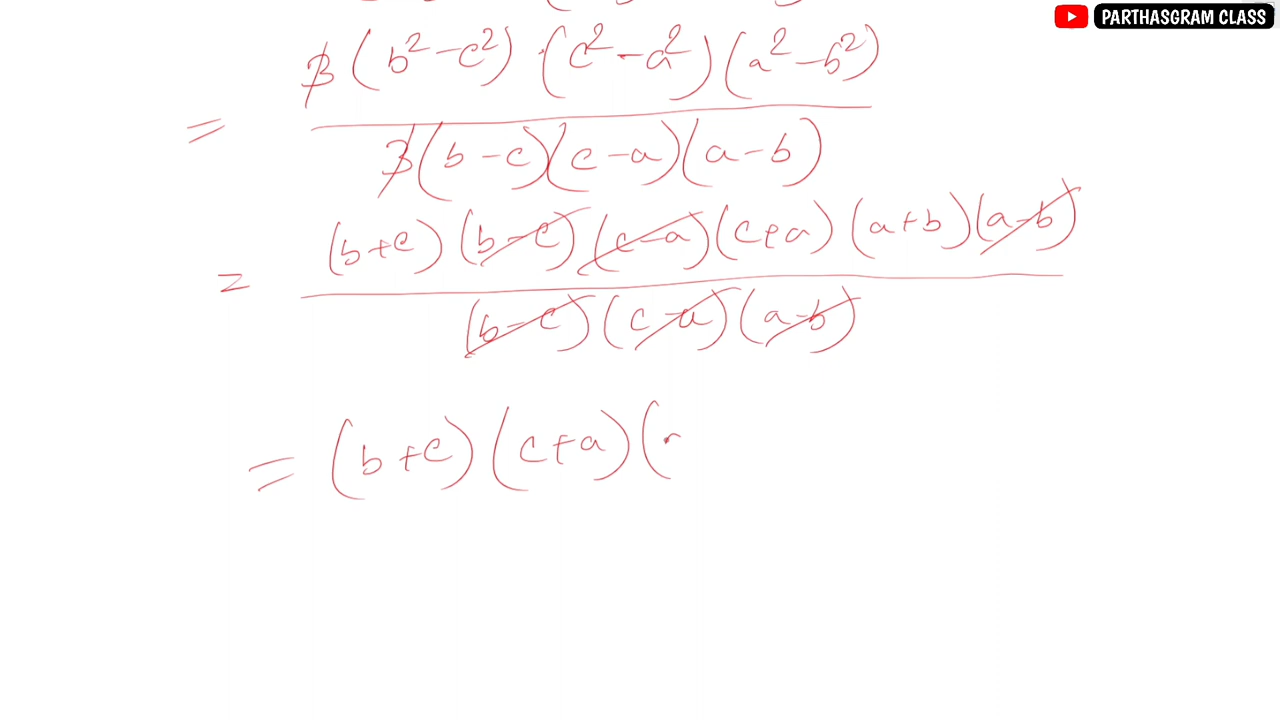 PARTHASGRAM CLASS
3(b²-c²)·(c²-a²)(a²-b²)
=
3(b-c)(c-a)(a-b)
(b+c)(b-c)(c-a)(c+a)(a+b)(a-b)
=
(b-c)(c-a)(a-b)
=(b+c)(c+a)(